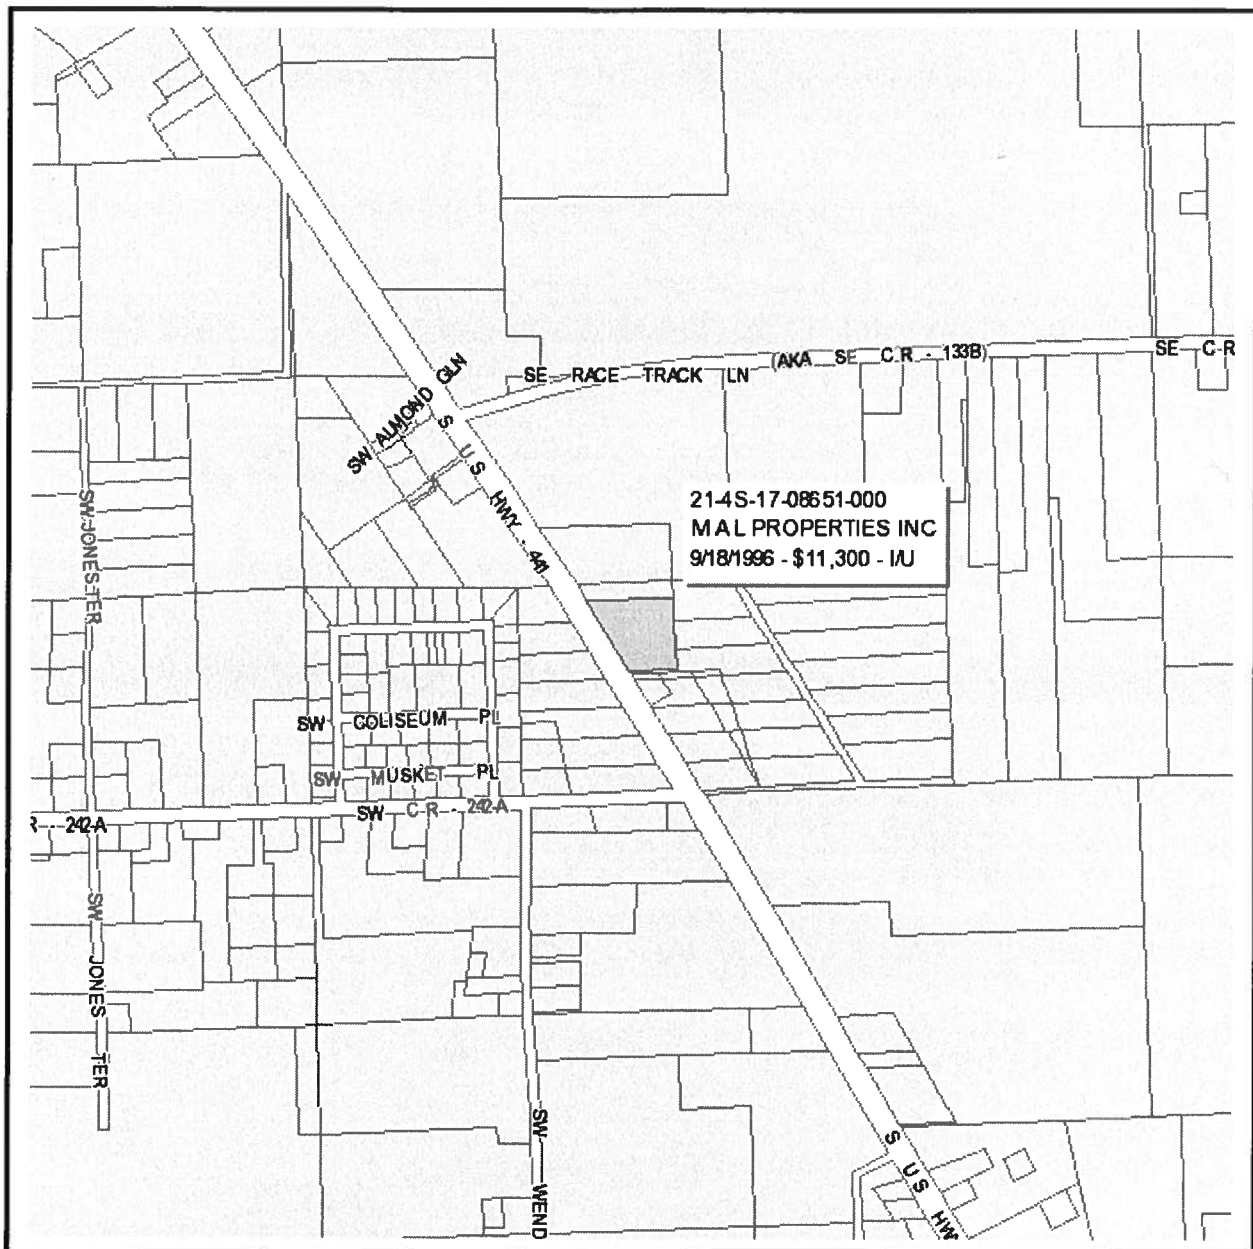 (AKA SE C R - 133B)
SE C-R
SE RACE TRACK LN
SW ALMOND GLN
S US HWY - 441
21-4S-17-08651-000
M A L PROPERTIES INC
9/18/1996 - $11,300 - I/U
SW JONES TER
SW COLISEUM PL
SW MUSKET PL
SW C-R - 242-A
R - 242-A
SW JONES TER
SW WEND
S US HW